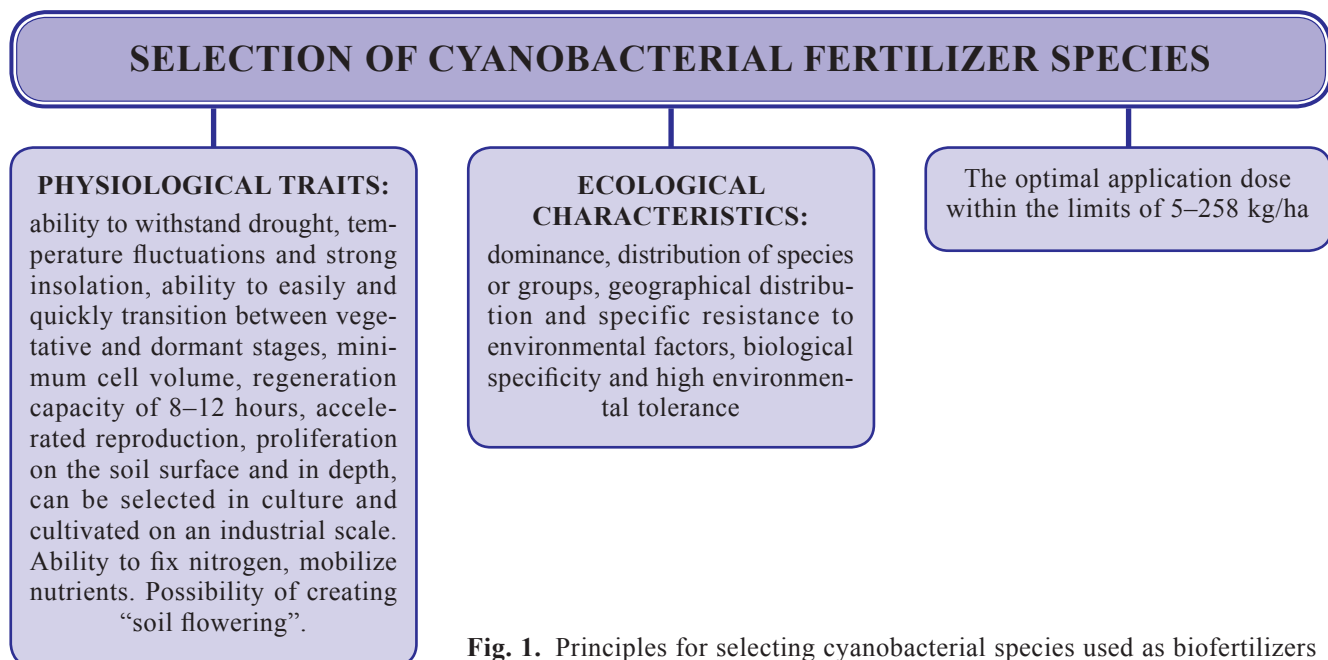 SELECTION OF CYANOBACTERIAL FERTILIZER SPECIES
PHYSIOLOGICAL TRAITS:
ability to withstand drought, tem-
perature fluctuations and strong
insolation, ability to easily and
quickly transition between vege-
tative and dormant stages, mini-
mum cell volume, regeneration
capacity of 8–12 hours, accele-
rated reproduction, proliferation
on the soil surface and in depth,
can be selected in culture and
cultivated on an industrial scale.
Ability to fix nitrogen, mobilize
nutrients. Possibility of creating
“soil flowering”.
ECOLOGICAL
CHARACTERISTICS:
dominance, distribution of species
or groups, geographical distribu-
tion and specific resistance to
environmental factors, biological
specificity and high environmen-
tal tolerance
The optimal application dose
within the limits of 5–258 kg/ha
Fig. 1. Principles for selecting cyanobacterial species used as biofertilizers